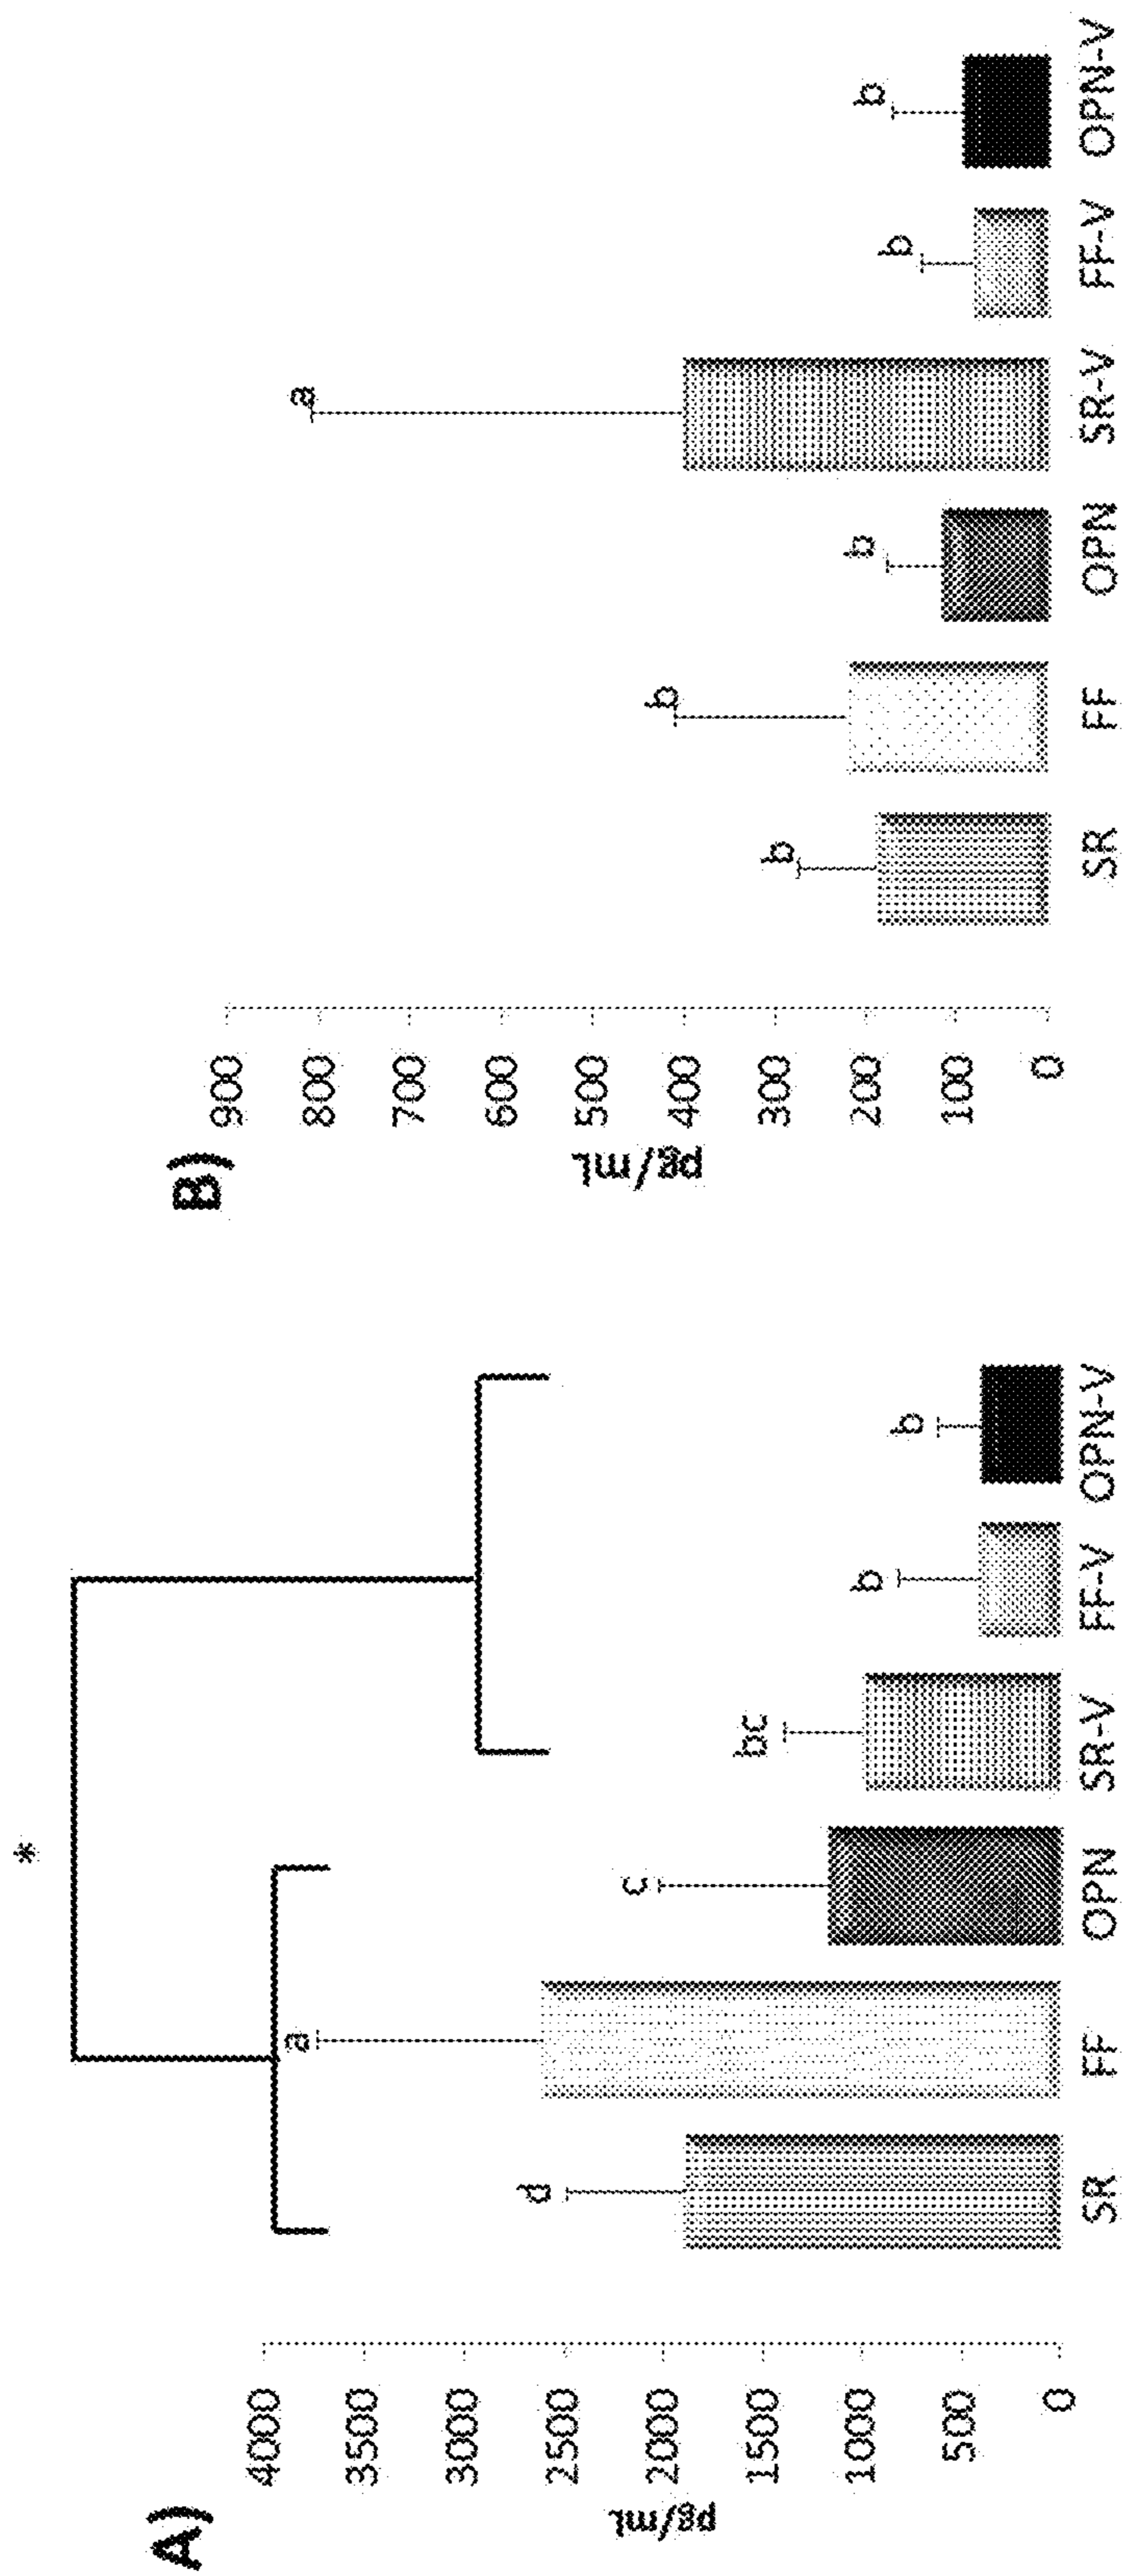 A)
*
pg/mL
4000
3500
3000
2500
2000
1500
1000
500
0
d
a
c
bc
b
b
SR
FF
OPN
SR-V
FF-V
OPN-V
B)
pg/mL
900
800
700
600
500
400
300
200
100
0
b
b
b
a
b
b
SR
FF
OPN
SR-V
FF-V
OPN-V